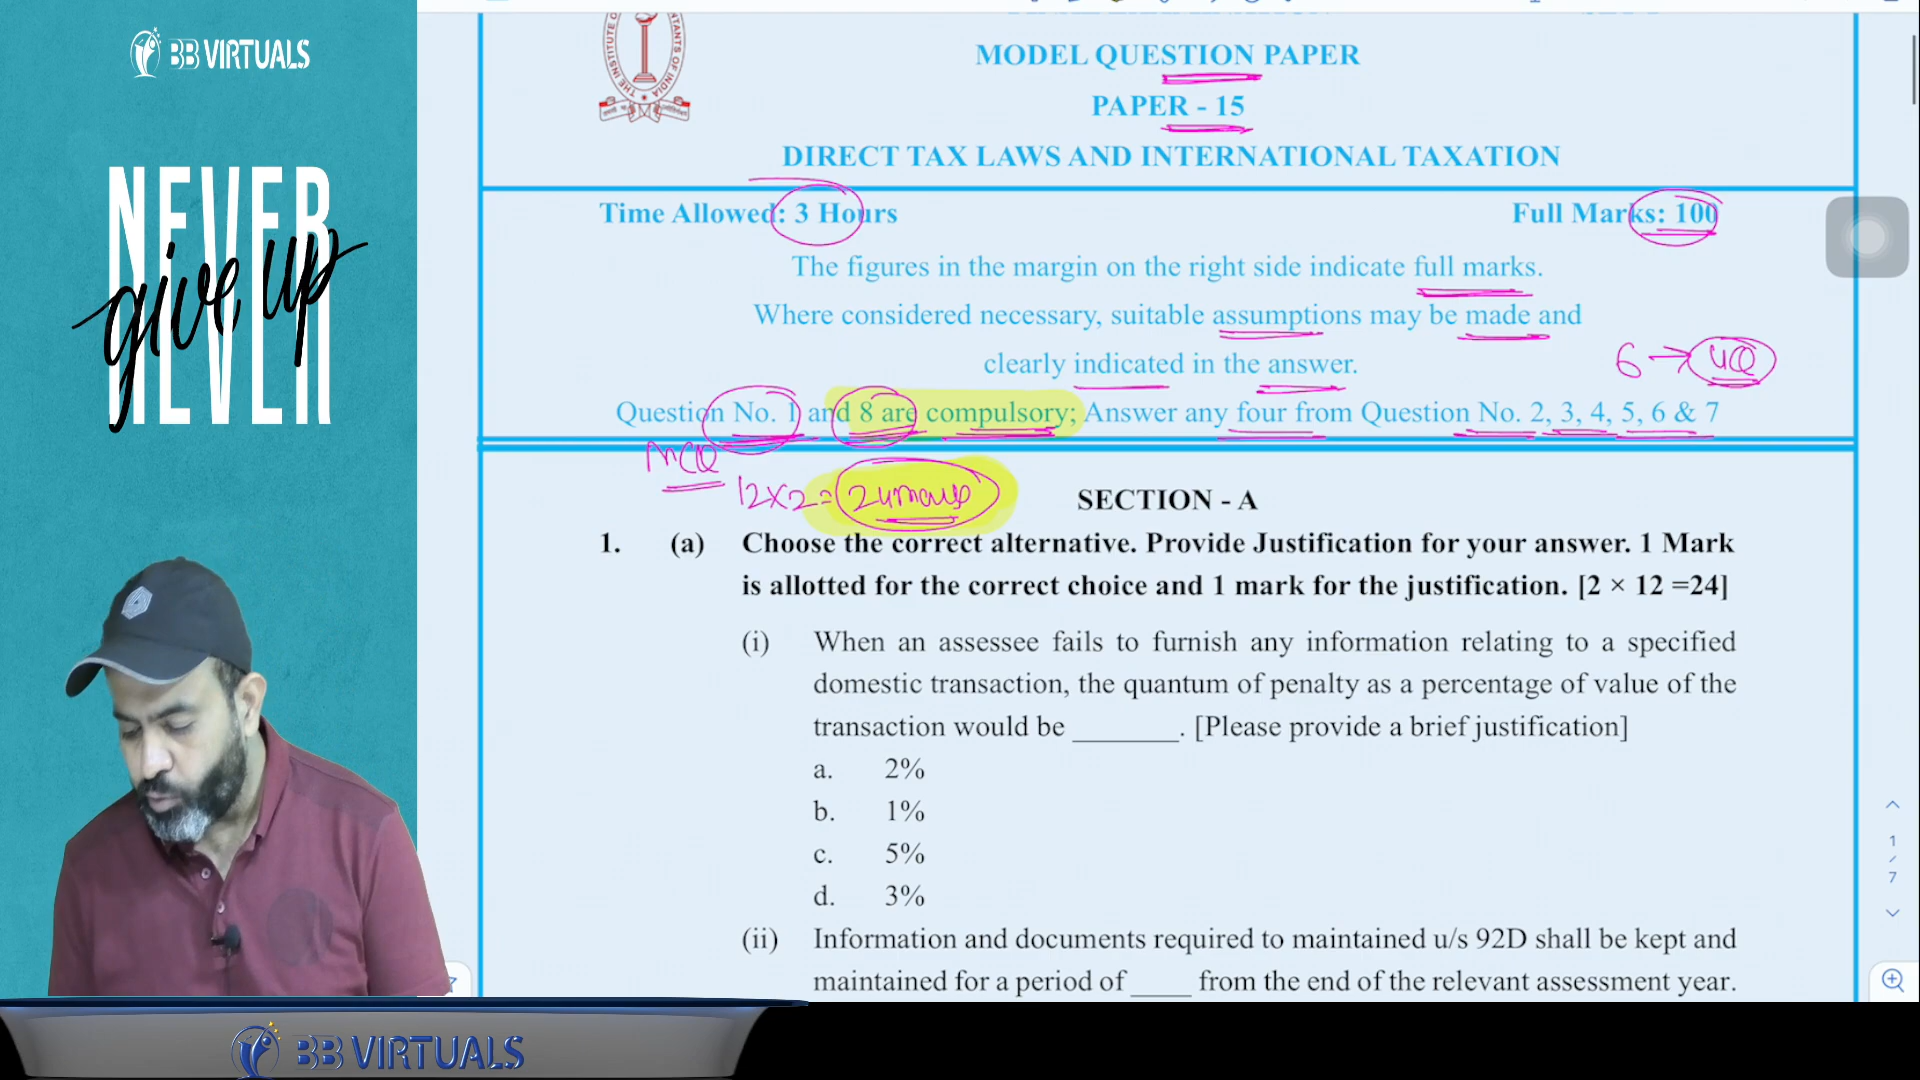 BB VIRTUALS
NEVER
give up
NEVER
MODEL QUESTION PAPER
PAPER - 15
DIRECT TAX LAWS AND INTERNATIONAL TAXATION
Time Allowed: 3 Hours
Full Marks: 100
The figures in the margin on the right side indicate full marks.
Where considered necessary, suitable assumptions may be made and
clearly indicated in the answer.
6 → 4Q
Question No. 1 and 8 are compulsory; Answer any four from Question No. 2, 3, 4, 5, 6 & 7
MCQ
12×2=24
SECTION - A
1. (a) Choose the correct alternative. Provide Justification for your answer. 1 Mark
is allotted for the correct choice and 1 mark for the justification. [2 × 12 =24]
(i) When an assessee fails to furnish any information relating to a specified
domestic transaction, the quantum of penalty as a percentage of value of the
transaction would be _______. [Please provide a brief justification]
a. 2%
b. 1%
c. 5%
d. 3%
(ii) Information and documents required to maintained u/s 92D shall be kept and
maintained for a period of ____ from the end of the relevant assessment year.
1
/
7
BB VIRTUALS